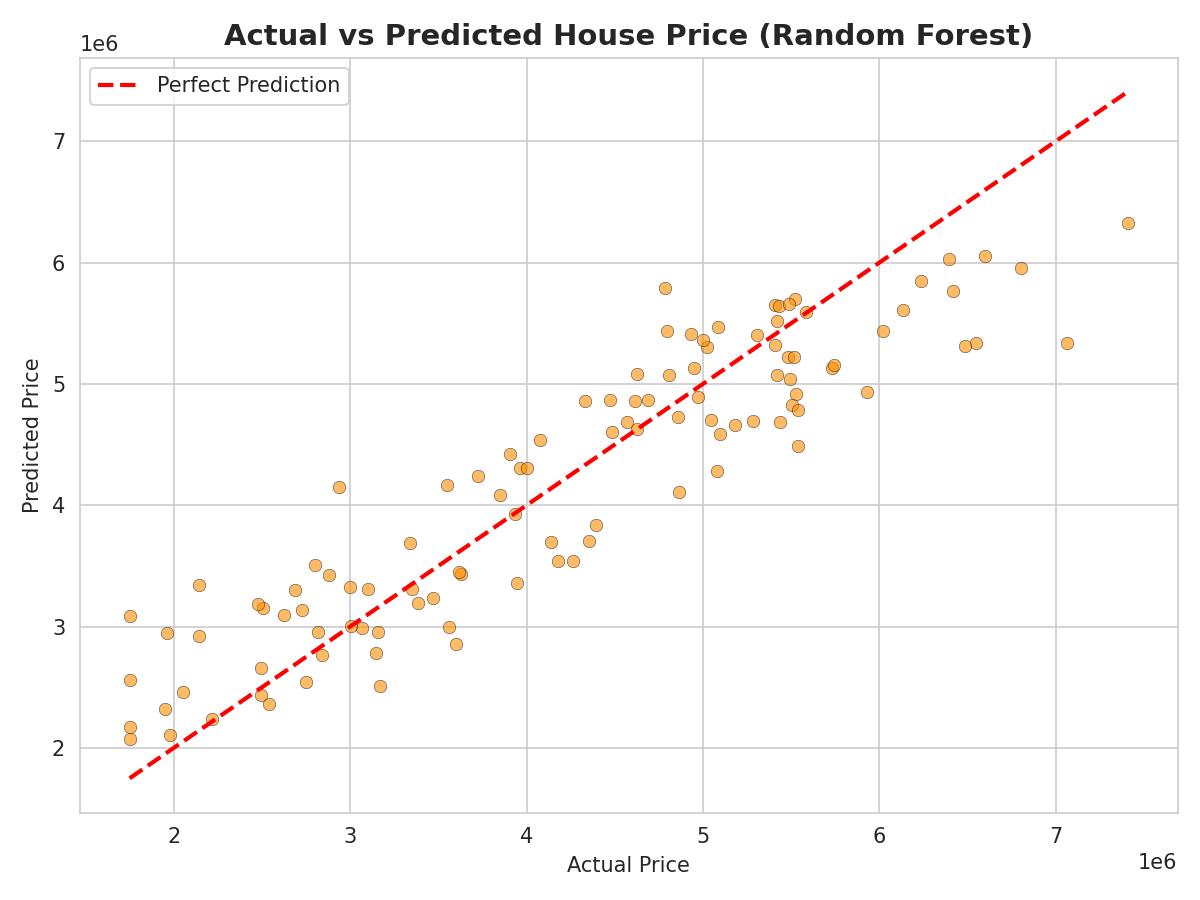 Actual vs Predicted House Price (Random Forest)
1e6
Perfect Prediction
7
6
5
4
3
2
Predicted Price
2 3 4 5 6 7
Actual Price
1e6